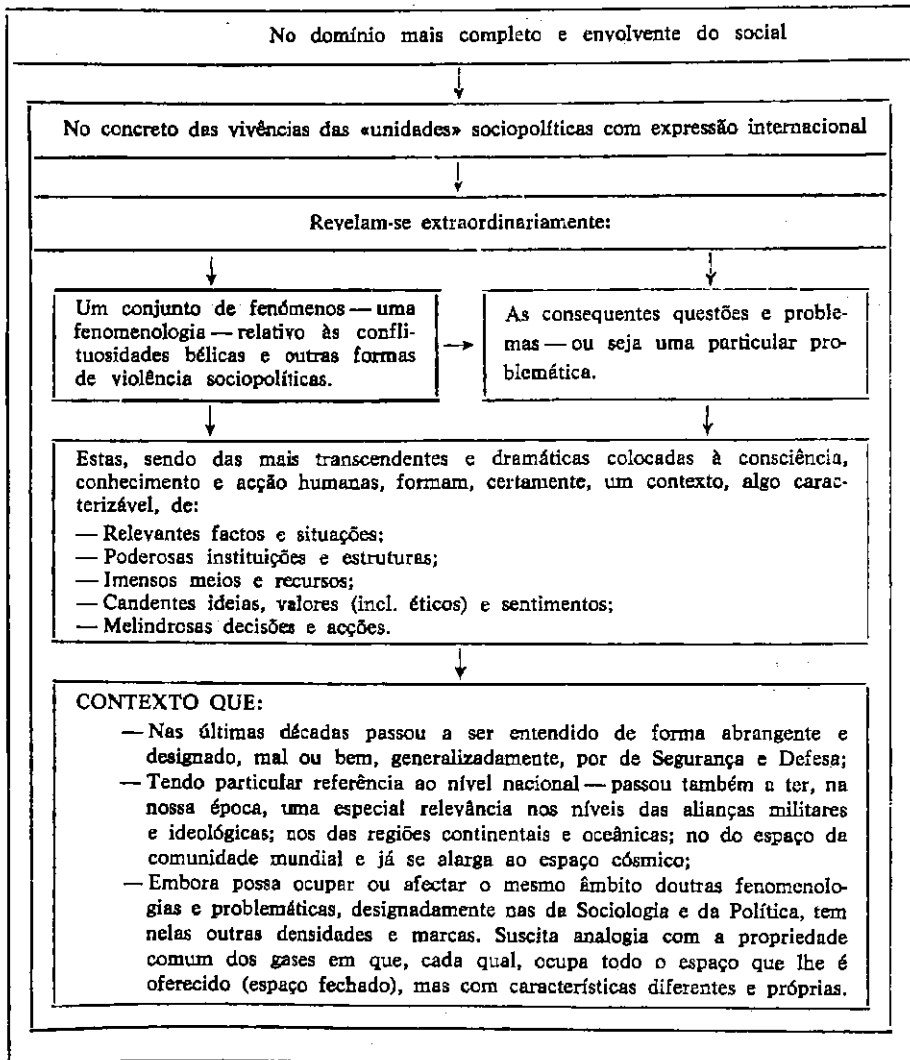 No domínio mais completo e envolvente do social
No concreto das vivências das «unidades» sociopolíticas com expressão internacional
Revelam-se extraordinariamente:
Um conjunto de fenómenos — uma
fenomenologia — relativo às confli-
tuosidades bélicas e outras formas
de violência sociopolíticas.
As consequentes questões e proble-
mas — ou seja uma particular pro-
blemática.
Estas, sendo das mais transcendentes e dramáticas colocadas à consciência,
conhecimento e acção humanas, formam, certamente, um contexto, algo carac-
terizável, de:
— Relevantes factos e situações;
— Poderosas instituições e estruturas;
— Imensos meios e recursos;
— Candentes ideias, valores (incl. éticos) e sentimentos;
— Melindrosas decisões e acções.
CONTEXTO QUE:
— Nas últimas décadas passou a ser entendido de forma abrangente e
designado, mal ou bem, generalizadamente, por de Segurança e Defesa;
— Tendo particular referência ao nível nacional — passou também a ter, na
nossa época, uma especial relevância nos níveis das alianças militares
e ideológicas; nos das regiões continentais e oceânicas; no do espaço da
comunidade mundial e já se alarga ao espaço cósmico;
— Embora possa ocupar ou afectar o mesmo âmbito doutras fenomenolo-
gias e problemáticas, designadamente nas da Sociologia e da Política, tem
nelas outras densidades e marcas. Suscita analogia com a propriedade
comum dos gases em que, cada qual, ocupa todo o espaço que lhe é
oferecido (espaço fechado), mas com características diferentes e próprias.